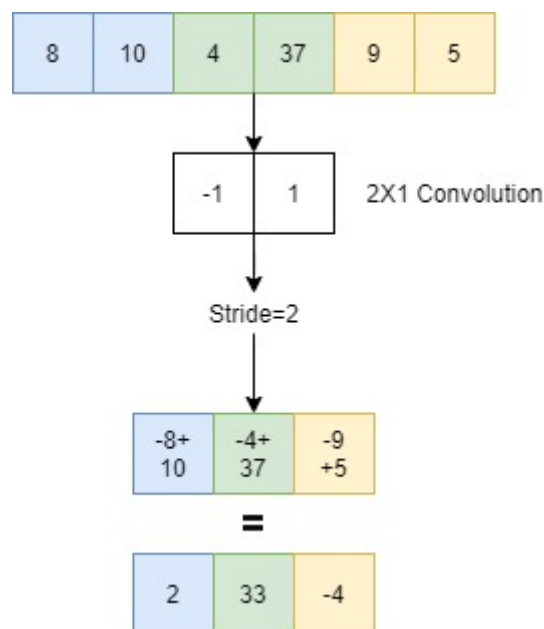 8 10 4 37 9 5
-1 1 2X1 Convolution
Stride=2
-8+ -4+ -9
10 37 +5
=
2 33 -4